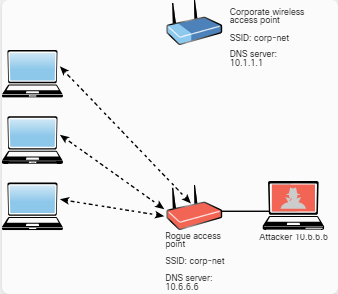 Corporate wireless
access point
SSID: corp-net
DNS server:
10.1.1.1
Rogue access
point
SSID: corp-net
DNS server:
10.6.6.6
Attacker 10.6.6.6